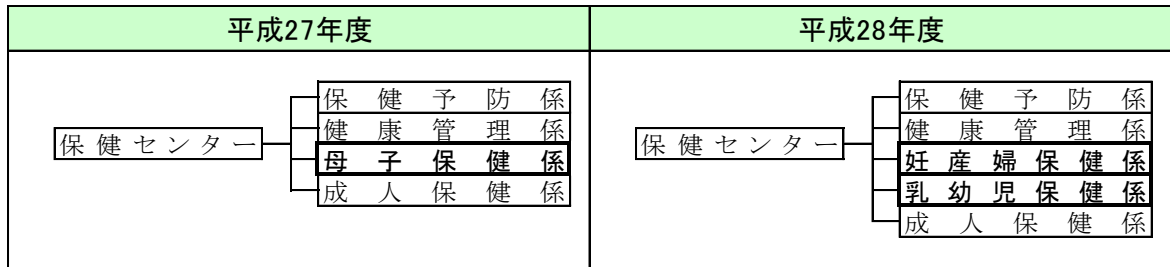 平成27年度
平成28年度
保健センター
保健予防係
健康管理係
母子保健係
成人保健係
保健センター
保健予防係
健康管理係
妊産婦保健係
乳幼児保健係
成人保健係